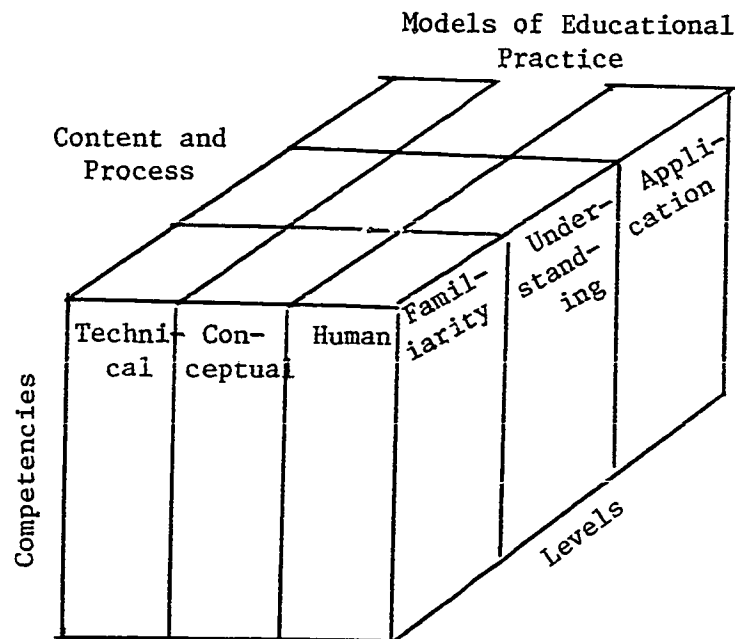 Models of Educational
Practice
Content and
Process
Techni-
cal
Con-
ceptual
Human
Famil-
iarity
Under-
stand-
ing
Appli-
cation
Competencies
Levels